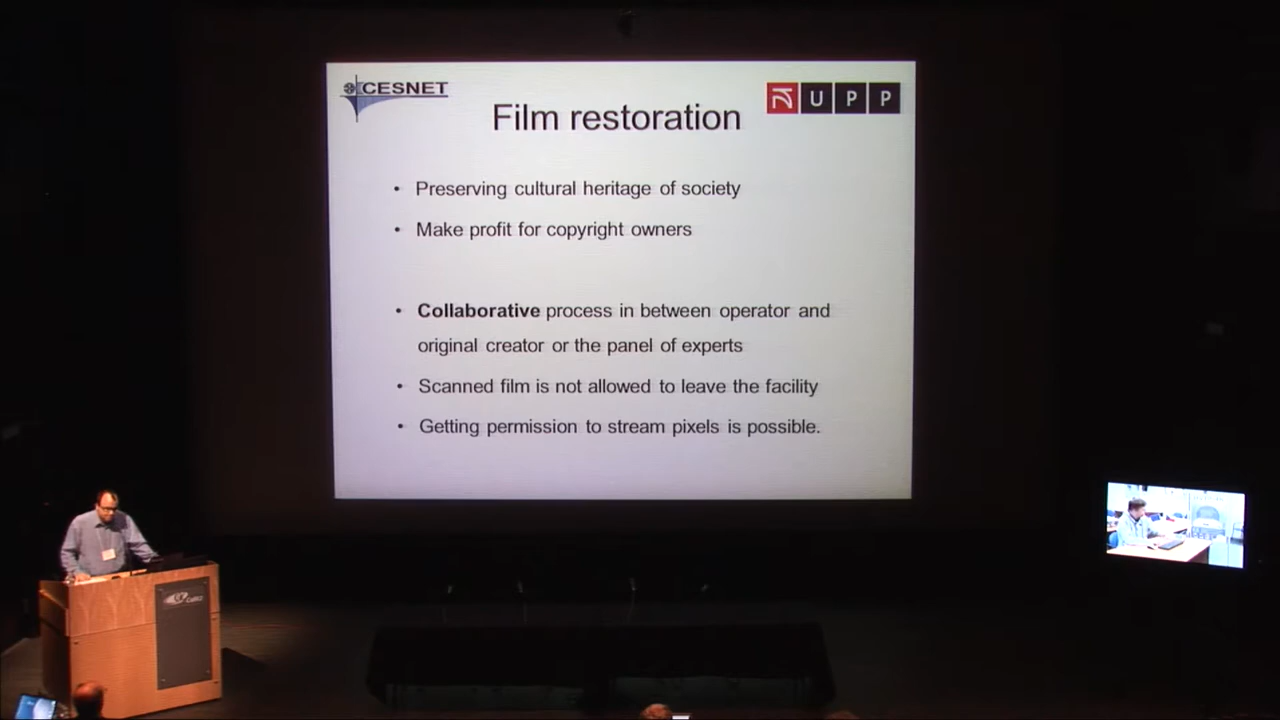 CESNET
UPP
Film restoration
• Preserving cultural heritage of society
• Make profit for copyright owners
• Collaborative process in between operator and
original creator or the panel of experts
• Scanned film is not allowed to leave the facility
• Getting permission to stream pixels is possible.